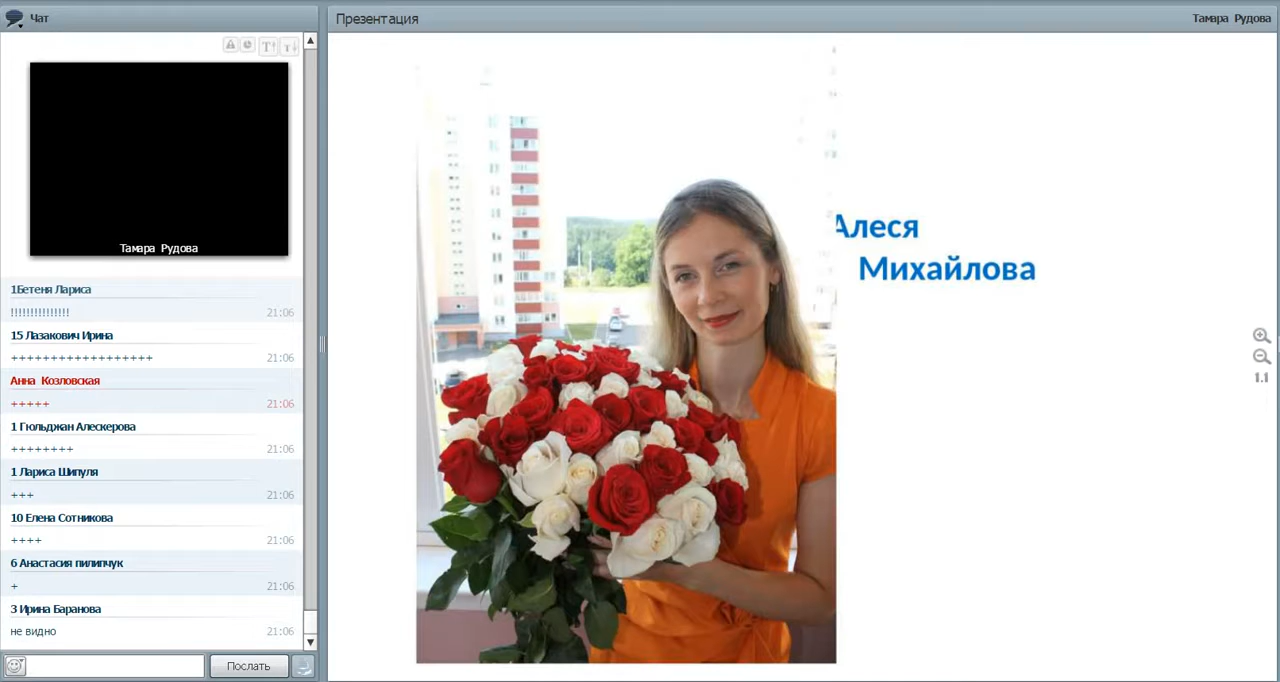 Чат
Тамара Рудова
1Бетеня Лариса
!!!!!!!!!!!!!!! 21:06
15 Лазакович Ирина
++++++++++++++++++ 21:06
Анна Козловская
+++++ 21:06
1 Гюльджан Алескерова
++++++++ 21:06
1 Лариса Шипуля
+++ 21:06
10 Елена Сотникова
++++ 21:06
6 Анастасия пилипчук
+ 21:06
3 Ирина Баранова
не видно 21:06
Послать
Презентация
Тамара Рудова
Алеся
Михайлова
1.1